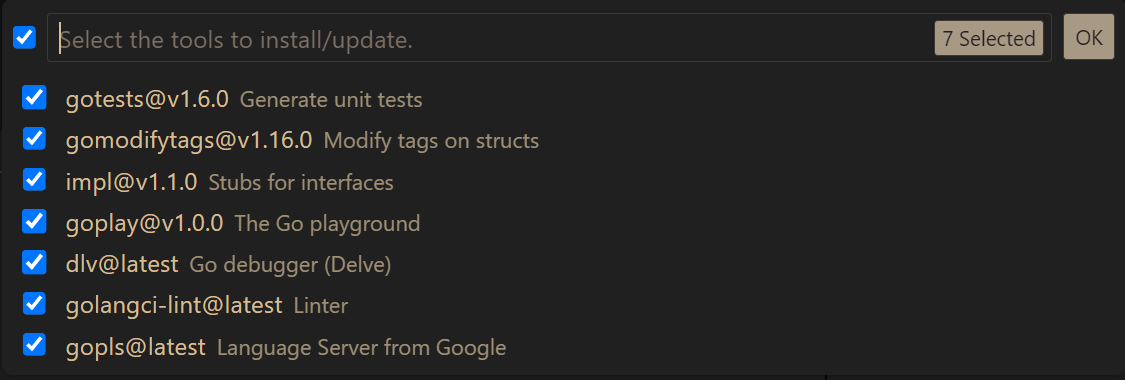 Select the tools to install/update. 7 Selected OK
gotests@v1.6.0 Generate unit tests
gomodifytags@v1.16.0 Modify tags on structs
impl@v1.1.0 Stubs for interfaces
goplay@v1.0.0 The Go playground
dlv@latest Go debugger (Delve)
golangci-lint@latest Linter
gopls@latest Language Server from Google